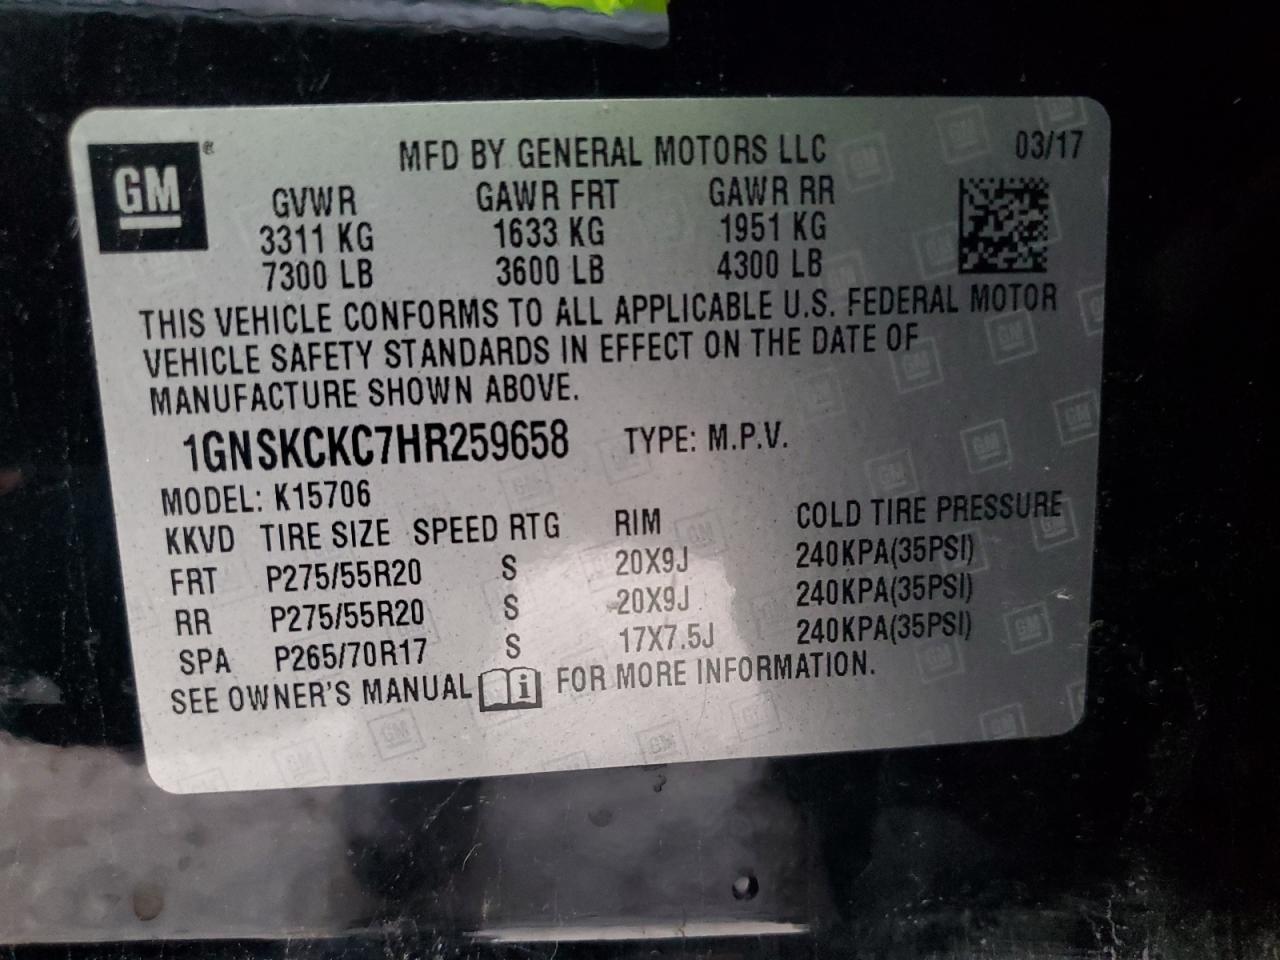 GM®
MFD BY GENERAL MOTORS LLC 03/17
GVWR GAWR FRT GAWR RR
3311 KG 1633 KG 1951 KG
7300 LB 3600 LB 4300 LB
THIS VEHICLE CONFORMS TO ALL APPLICABLE U.S. FEDERAL MOTOR
VEHICLE SAFETY STANDARDS IN EFFECT ON THE DATE OF
MANUFACTURE SHOWN ABOVE.
1GNSKCKC7HR259658 TYPE: M.P.V.
MODEL: K15706
KKVD TIRE SIZE SPEED RTG RIM COLD TIRE PRESSURE
FRT P275/55R20 S 20X9J 240KPA(35PSI)
RR P275/55R20 S 20X9J 240KPA(35PSI)
SPA P265/70R17 S 17X7.5J 240KPA(35PSI)
SEE OWNER'S MANUAL i FOR MORE INFORMATION.